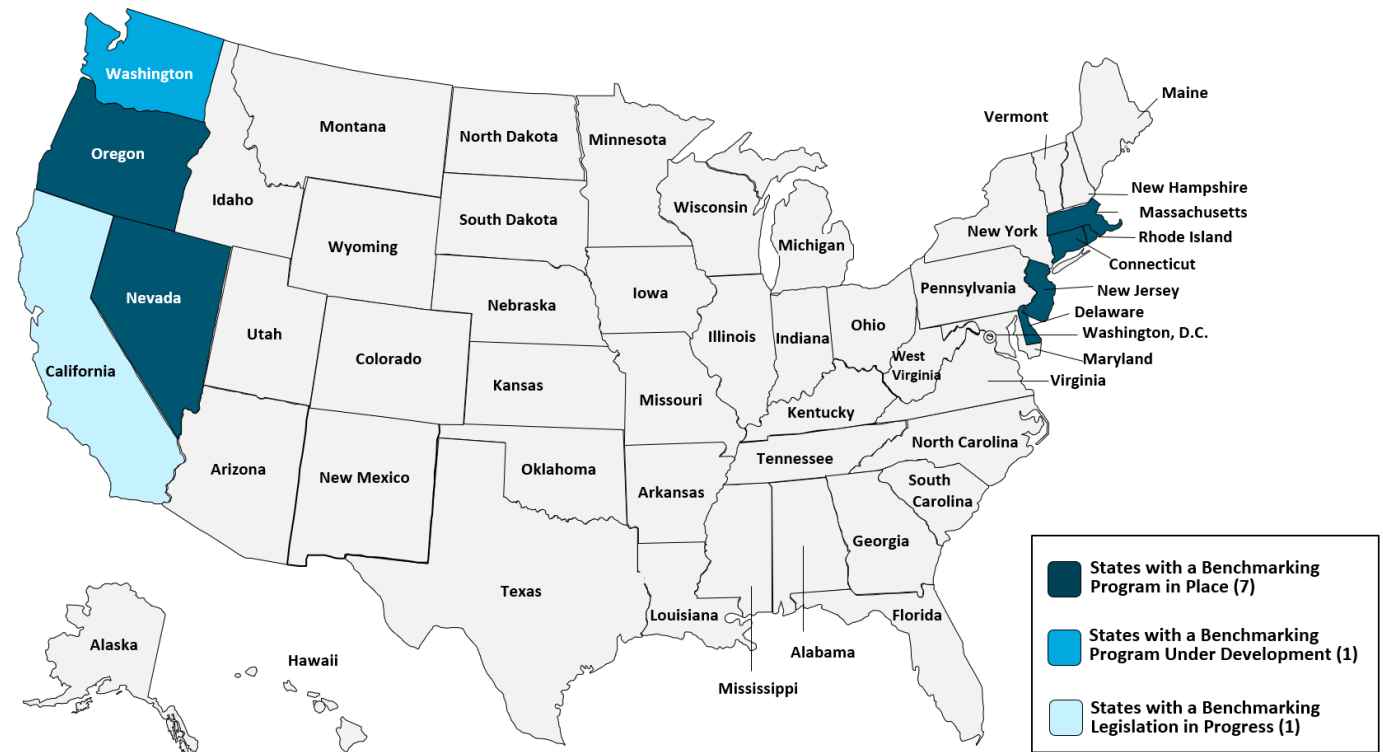 Washington
Oregon
California
Nevada
Idaho
Montana
Wyoming
Utah
Colorado
Arizona
New Mexico
North Dakota
South Dakota
Nebraska
Kansas
Oklahoma
Texas
Minnesota
Iowa
Missouri
Arkansas
Louisiana
Wisconsin
Illinois
Michigan
Indiana
Ohio
Kentucky
Tennessee
Mississippi
Alabama
Georgia
Florida
South
Carolina
North Carolina
West
Virginia
Pennsylvania
New York
Vermont
Maine
New Hampshire
Massachusetts
Rhode Island
Connecticut
New Jersey
Delaware
Washington, D.C.
Maryland
Virginia
Alaska
Hawaii
States with a Benchmarking
Program in Place (7)
States with a Benchmarking
Program Under Development (1)
States with a Benchmarking
Legislation in Progress (1)